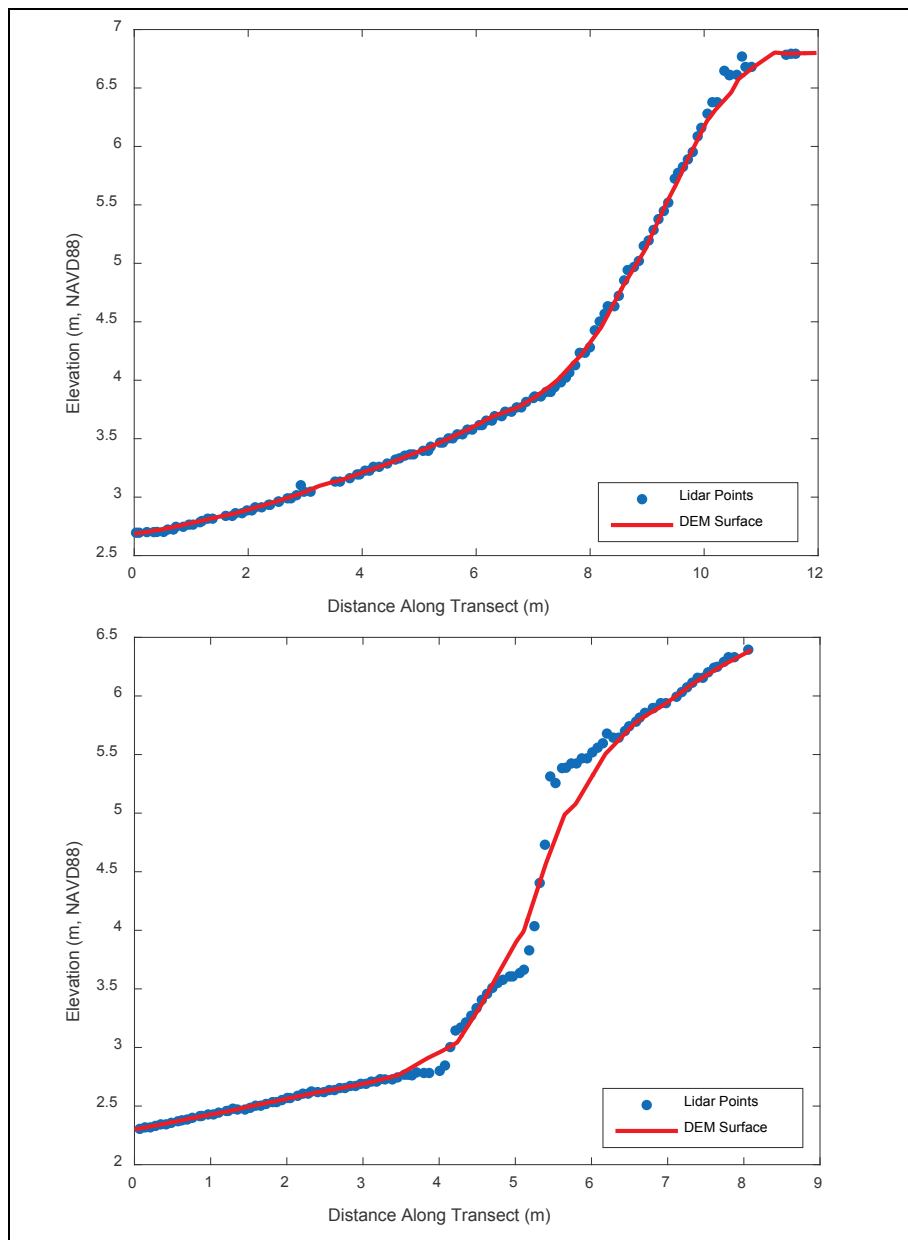 7
6.5
6
5.5
5
4.5
4
3.5
3
2.5
Elevation (m, NAVD88)
Lidar Points
DEM Surface
0 2 4 6 8 10 12
Distance Along Transect (m)
6.5
6
5.5
5
4.5
4
3.5
3
2.5
2
Elevation (m, NAVD88)
Lidar Points
DEM Surface
0 1 2 3 4 5 6 7 8 9
Distance Along Transect (m)